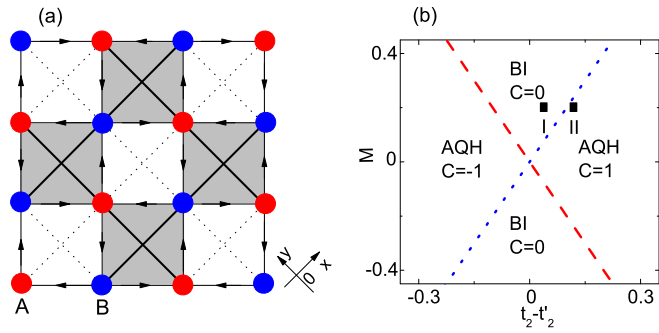 (a)
A
B
y
0
x
(b)
M
0.4
0
-0.4
BI
C=0
I
II
AQH
C=-1
AQH
C=1
BI
C=0
-0.3
0
0.3
t₂-t'₂